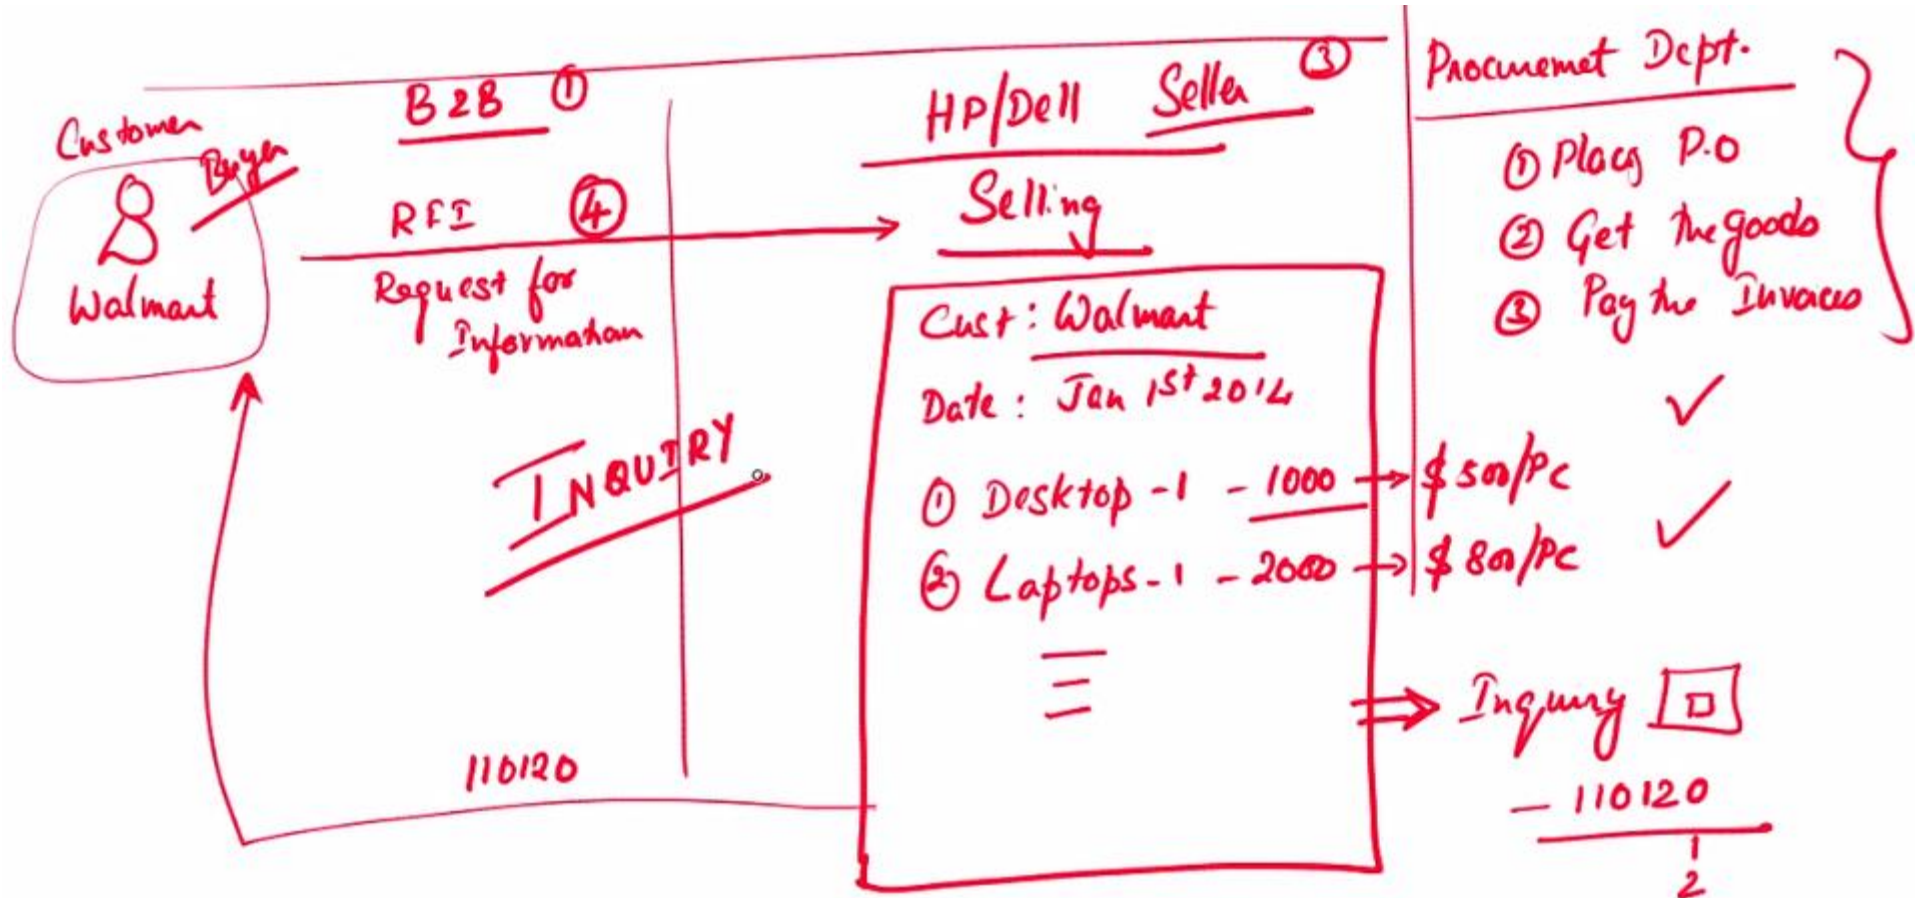 Customer
Buyer
Walmart
B2B ①
RFI ④
Request for
Information
INQUIRY
110120
HP/Dell Seller ③
Selling
Cust : Walmart
Date : Jan 1st 2014
① Desktop - 1 - 1000 → $500/PC
② Laptops - 1 - 2000 → $800/PC
Procuremet Dept.
① Place P.O
② Get the goods
③ Pay the Invoices
⇒ Inquiry
- 110120
1
2